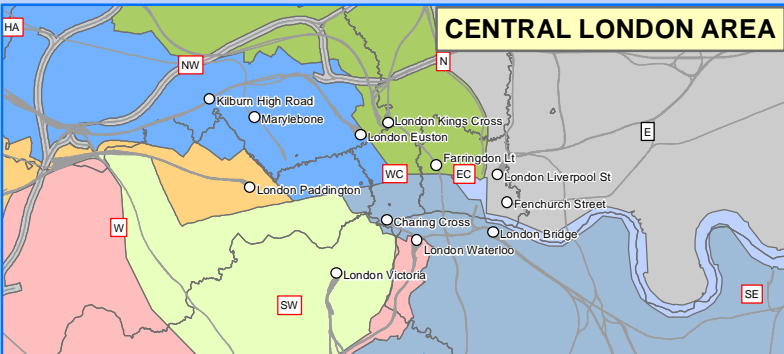 CENTRAL LONDON AREA
HA
NW
N
Kilburn High Road
Marylebone
London Kings Cross
London Euston
E
Farringdon Lt
WC
EC
London Liverpool St
London Paddington
Fenchurch Street
Charing Cross
W
London Bridge
London Waterloo
London Victoria
SW
SE